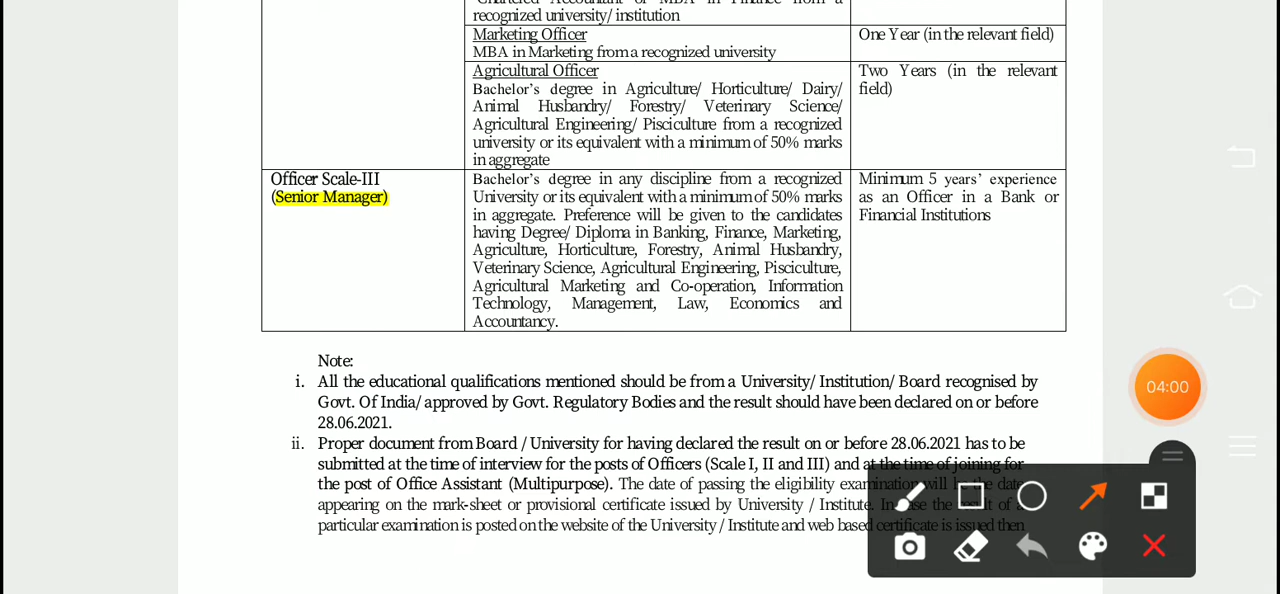 recognized university/ institution
Marketing Officer
MBA in Marketing from a recognized university
One Year (in the relevant field)
Agricultural Officer
Bachelor's degree in Agriculture/ Horticulture/ Dairy/
Animal Husbandry/ Forestry/ Veterinary Science/
Agricultural Engineering/ Pisciculture from a recognized
university or its equivalent with a minimum of 50% marks
in aggregate
Two Years (in the relevant
field)
Officer Scale-III
(Senior Manager)
Bachelor's degree in any discipline from a recognized
University or its equivalent with a minimum of 50% marks
in aggregate. Preference will be given to the candidates
having Degree/ Diploma in Banking, Finance, Marketing,
Agriculture, Horticulture, Forestry, Animal Husbandry,
Veterinary Science, Agricultural Engineering, Pisciculture,
Agricultural Marketing and Co-operation, Information
Technology, Management, Law, Economics and
Accountancy.
Minimum 5 years' experience
as an Officer in a Bank or
Financial Institutions
Note:
i. All the educational qualifications mentioned should be from a University/ Institution/ Board recognised by
Govt. Of India/ approved by Govt. Regulatory Bodies and the result should have been declared on or before
28.06.2021.
ii. Proper document from Board / University for having declared the result on or before 28.06.2021 has to be
submitted at the time of interview for the posts of Officers (Scale I, II and III) and at the time of joining for
the post of Office Assistant (Multipurpose). The date of passing the eligibility examination will be the date
appearing on the mark-sheet or provisional certificate issued by University / Institute. In case the result of a
particular examination is posted on the website of the University / Institute and web based certificate is issued then
04:00